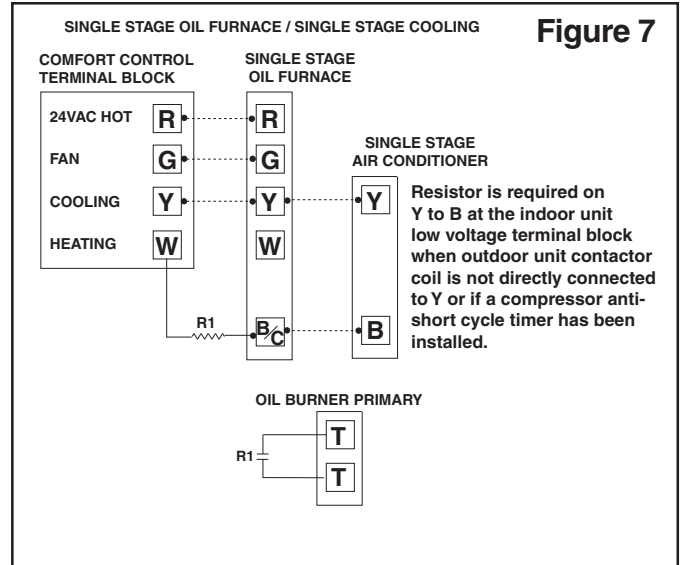 SINGLE STAGE OIL FURNACE / SINGLE STAGE COOLING
Figure 7
COMFORT CONTROL
TERMINAL BLOCK
SINGLE STAGE
OIL FURNACE
24VAC HOT R R
FAN G G
SINGLE STAGE
AIR CONDITIONER
COOLING Y Y Y
HEATING W W
R1 B/C B
Resistor is required on
Y to B at the indoor unit
low voltage terminal block
when outdoor unit contactor
coil is not directly connected
to Y or if a compressor anti-
short cycle timer has been
installed.
OIL BURNER PRIMARY
T
R1
T